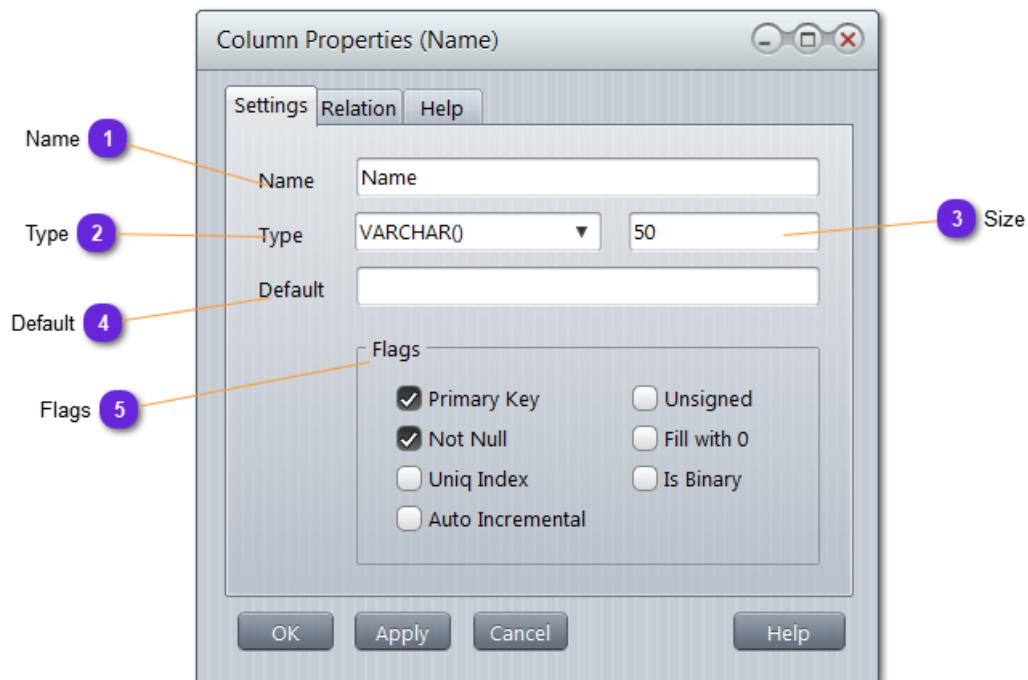 Column Properties (Name)
Settings Relation Help
Name 1
Name Name
Type 2
Type VARCHAR() 50
3 Size
Default
Default 4
Flags
Flags 5
Primary Key Unsigned
Not Null Fill with 0
Uniq Index Is Binary
Auto Incremental
OK Apply Cancel Help